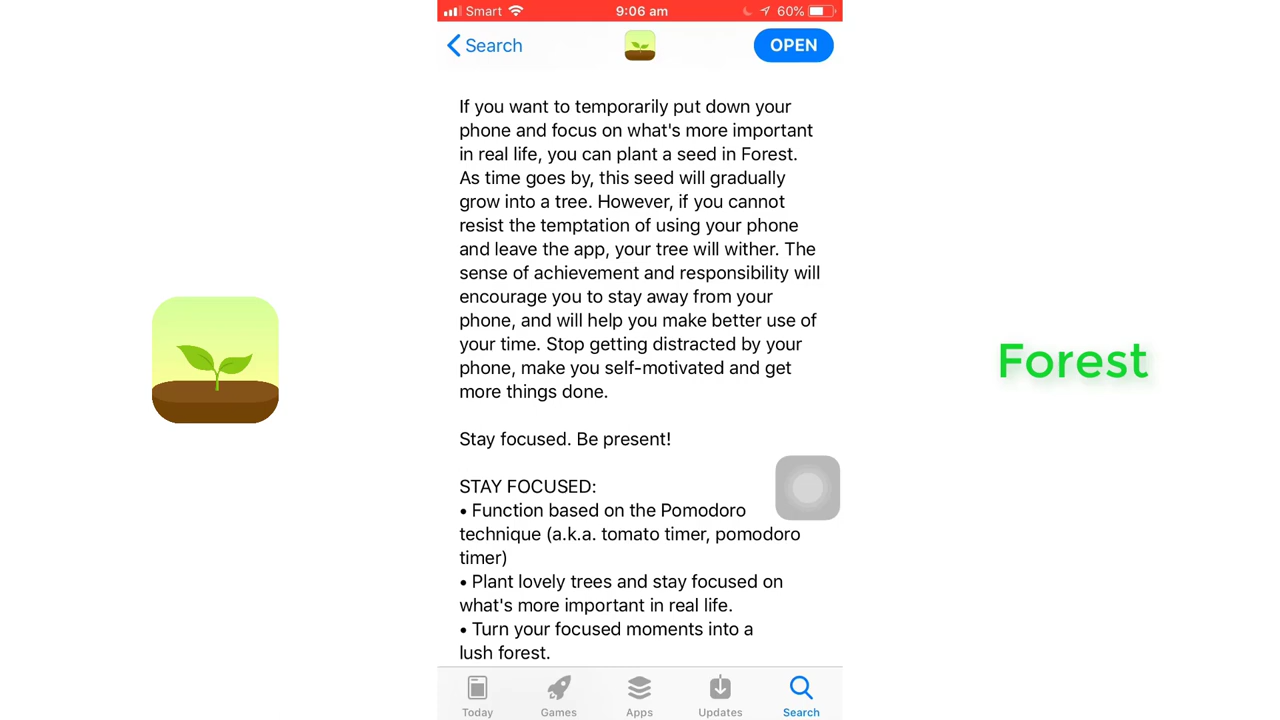 Smart 9:06 am 60%
Search OPEN
If you want to temporarily put down your
phone and focus on what's more important
in real life, you can plant a seed in Forest.
As time goes by, this seed will gradually
grow into a tree. However, if you cannot
resist the temptation of using your phone
and leave the app, your tree will wither. The
sense of achievement and responsibility will
encourage you to stay away from your
phone, and will help you make better use of
your time. Stop getting distracted by your
phone, make you self-motivated and get
more things done.
Stay focused. Be present!
STAY FOCUSED:
• Function based on the Pomodoro
technique (a.k.a. tomato timer, pomodoro
timer)
• Plant lovely trees and stay focused on
what's more important in real life.
• Turn your focused moments into a
lush forest.
Today Games Apps Updates Search
Forest